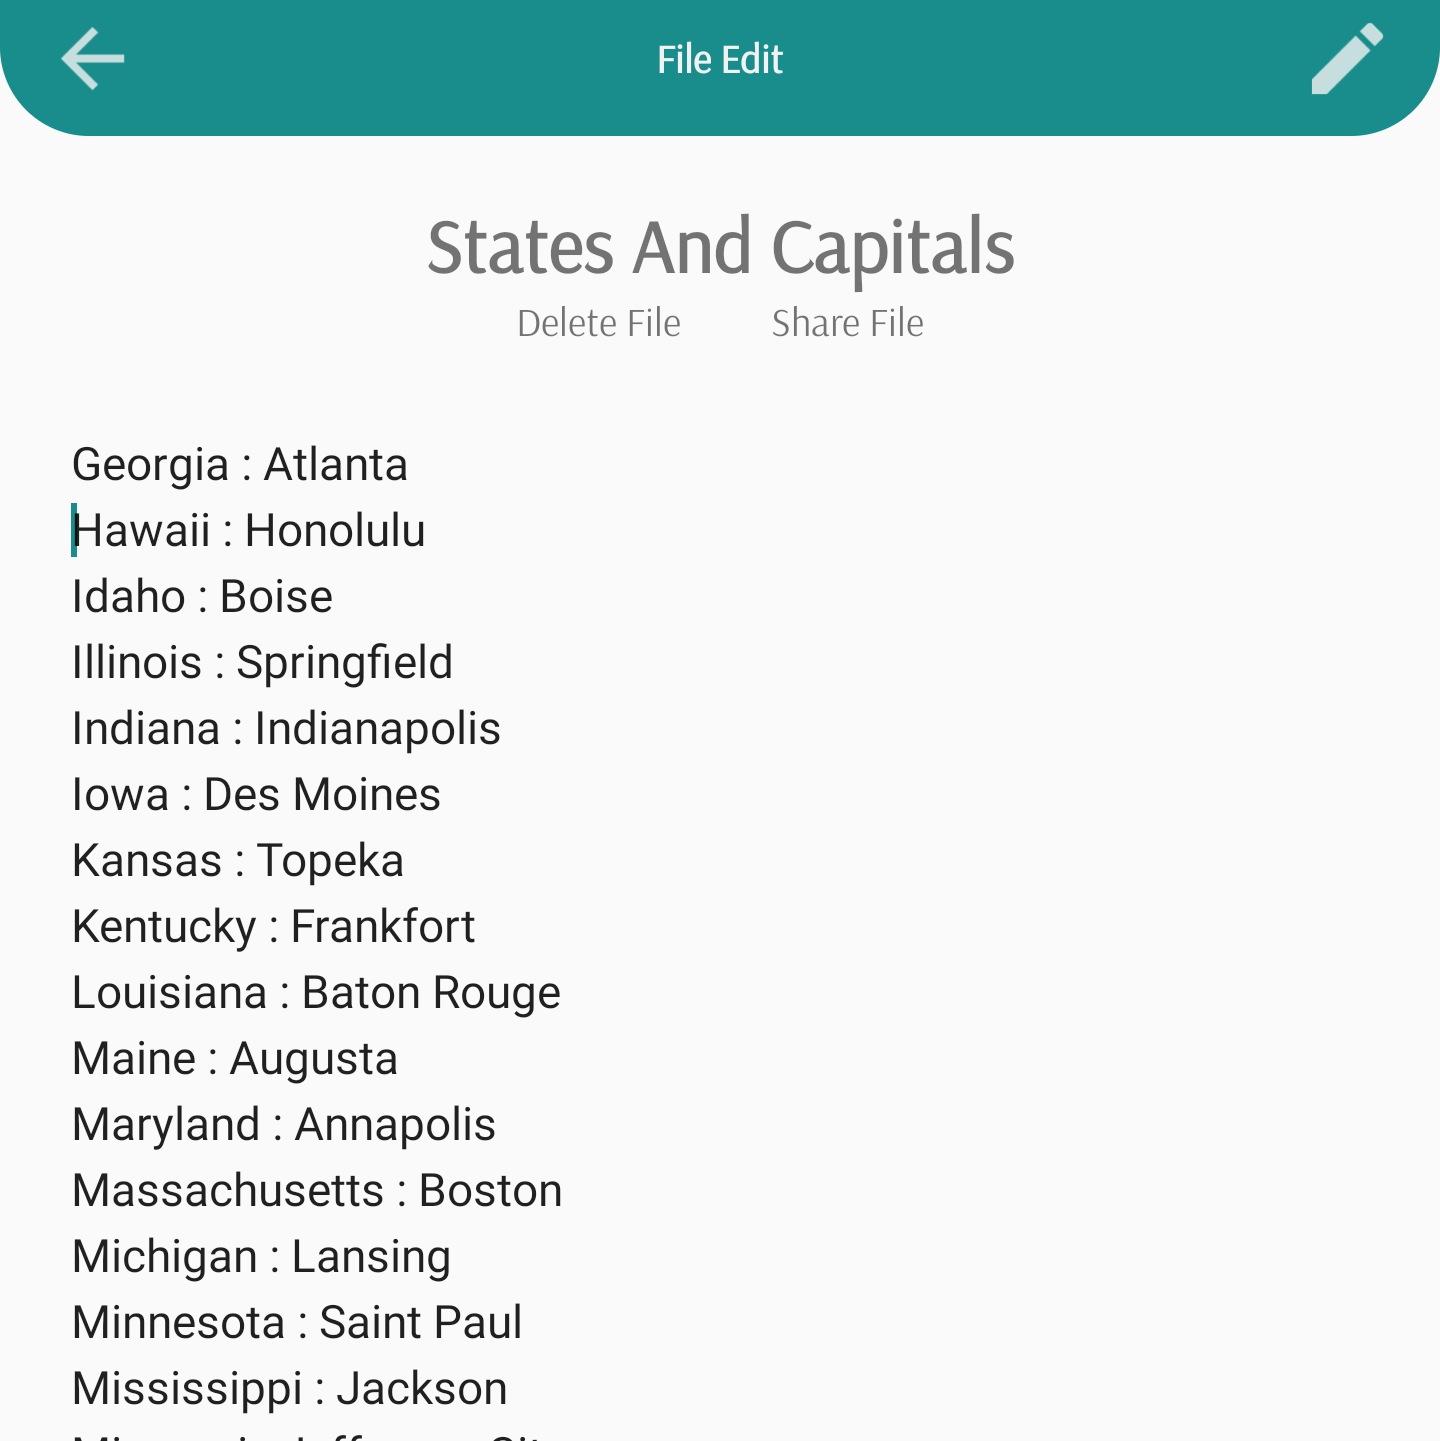 File Edit
States And Capitals
Delete File Share File
Georgia : Atlanta
Hawaii : Honolulu
Idaho : Boise
Illinois : Springfield
Indiana : Indianapolis
Iowa : Des Moines
Kansas : Topeka
Kentucky : Frankfort
Louisiana : Baton Rouge
Maine : Augusta
Maryland : Annapolis
Massachusetts : Boston
Michigan : Lansing
Minnesota : Saint Paul
Mississippi : Jackson